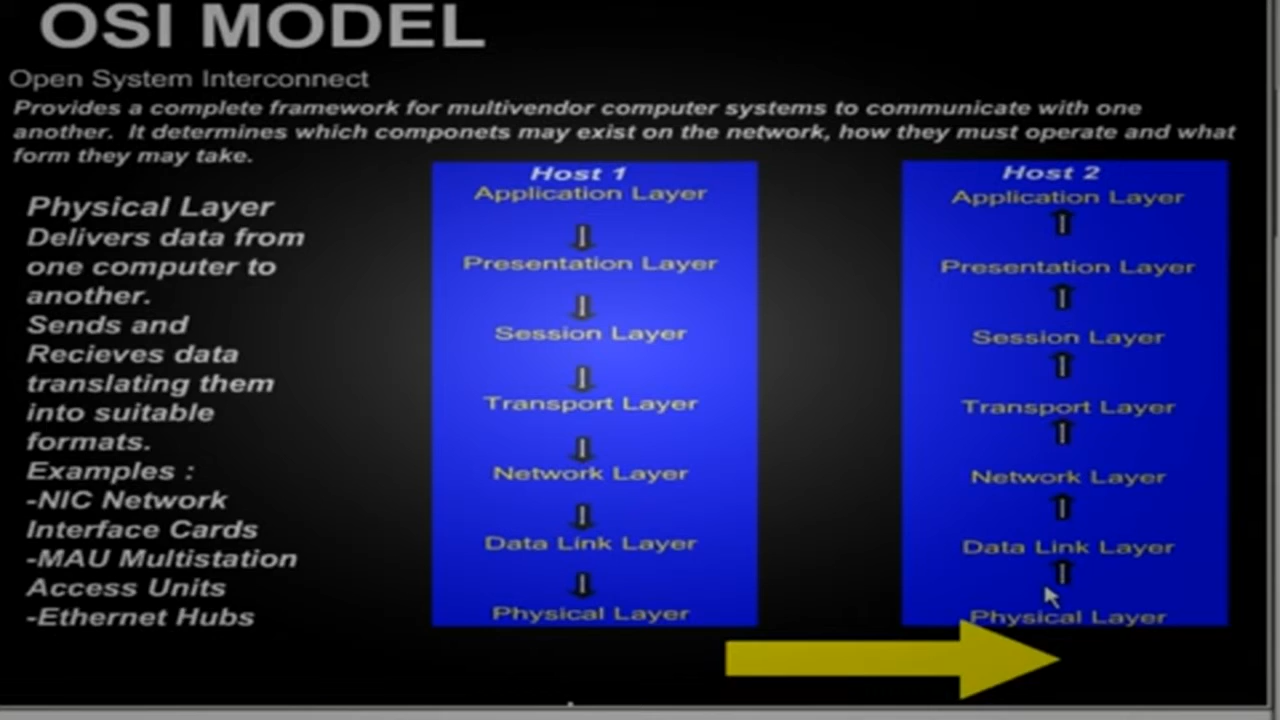 OSI MODEL
Open System Interconnect
Provides a complete framework for multivendor computer systems to communicate with one
another. It determines which componets may exist on the network, how they must operate and what
form they may take.
Physical Layer
Delivers data from
one computer to
another.
Sends and
Recieves data
translating them
into suitable
formats.
Examples :
-NIC Network
Interface Cards
-MAU Multistation
Access Units
-Ethernet Hubs
Host 1
Application Layer
Presentation Layer
Session Layer
Transport Layer
Network Layer
Data Link Layer
Physical Layer
Host 2
Application Layer
Presentation Layer
Session Layer
Transport Layer
Network Layer
Data Link Layer
Physical Layer